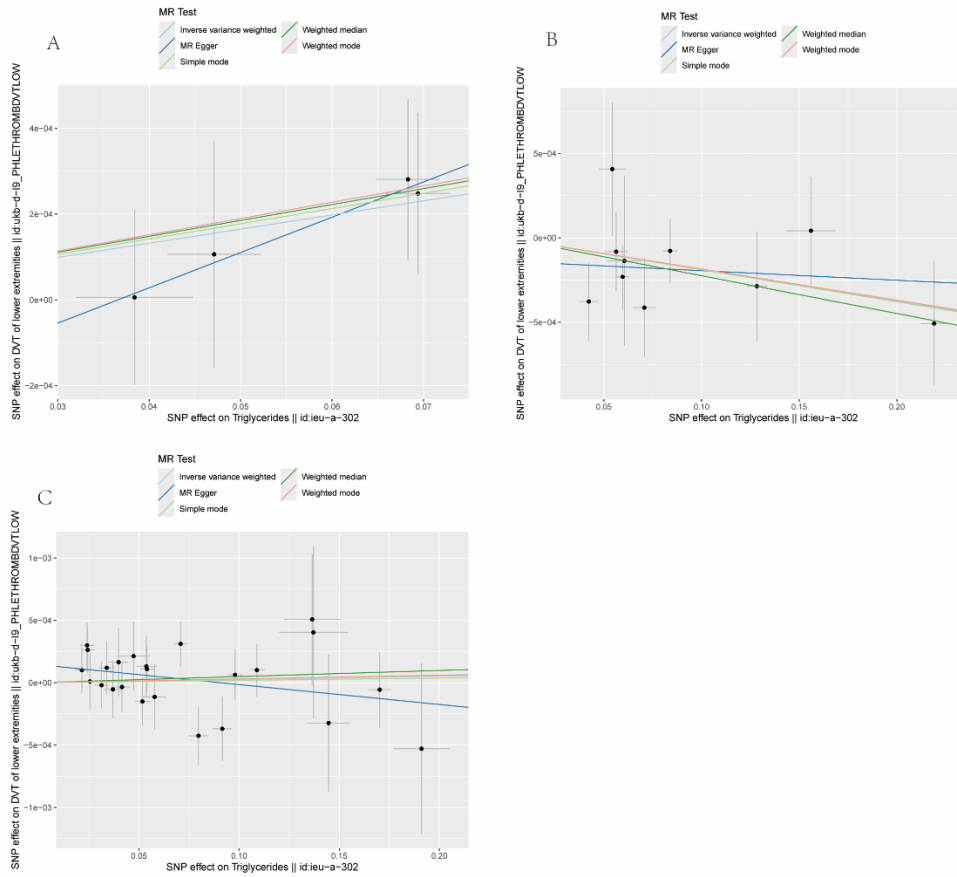 MR Test
Inverse variance weighted
Weighted median
MR Egger
Weighted mode
Simple mode
A
SNP effect on DVT of lower extremities || id:ukb-d-I9_PHLETHROMBDVTLOW
4e-04
2e-04
0e+00
-2e-04
0.03
0.04
0.05
0.06
0.07
SNP effect on Triglycerides || id:ieu-a-302
MR Test
Inverse variance weighted
Weighted median
MR Egger
Weighted mode
Simple mode
B
SNP effect on DVT of lower extremities || id:ukb-d-I9_PHLETHROMBDVTLOW
5e-04
0e+00
-5e-04
0.05
0.10
0.15
0.20
SNP effect on Triglycerides || id:ieu-a-302
MR Test
Inverse variance weighted
Weighted median
MR Egger
Weighted mode
Simple mode
C
SNP effect on DVT of lower extremities || id:ukb-d-I9_PHLETHROMBDVTLOW
1e-03
5e-04
0e+00
-5e-04
-1e-03
0.05
0.10
0.15
0.20
SNP effect on Triglycerides || id:ieu-a-302